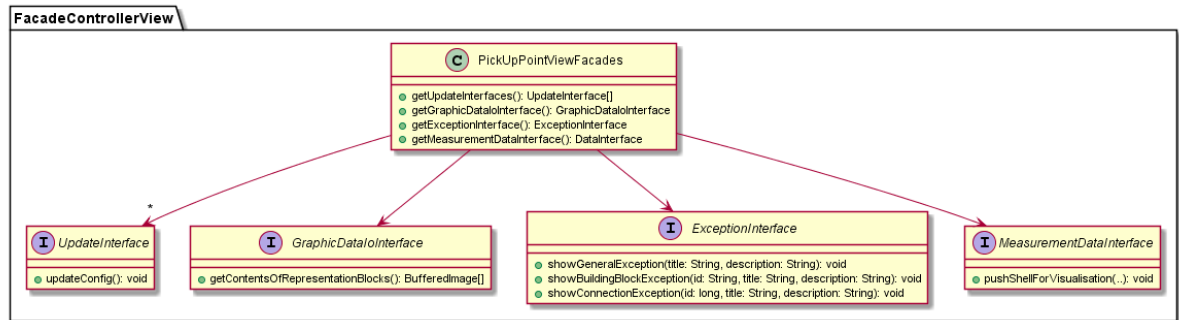 FacadeControllerView
C PickUpPointViewFacades
getUpdateInterfaces(): UpdateInterface[]
getGraphicDataIoInterface(): GraphicDataIoInterface
getExceptionInterface(): ExceptionInterface
getMeasurementDataInterface(): DataInterface
*
I UpdateInterface
updateConfig(): void
I GraphicDataIoInterface
getContentsOfRepresentationBlocks(): BufferedImage[]
I ExceptionInterface
showGeneralException(title: String, description: String): void
showBuildingBlockException(id: String, title: String, description: String): void
showConnectionException(id: long, title: String, description: String): void
I MeasurementDataInterface
pushShellForVisualisation(..): void